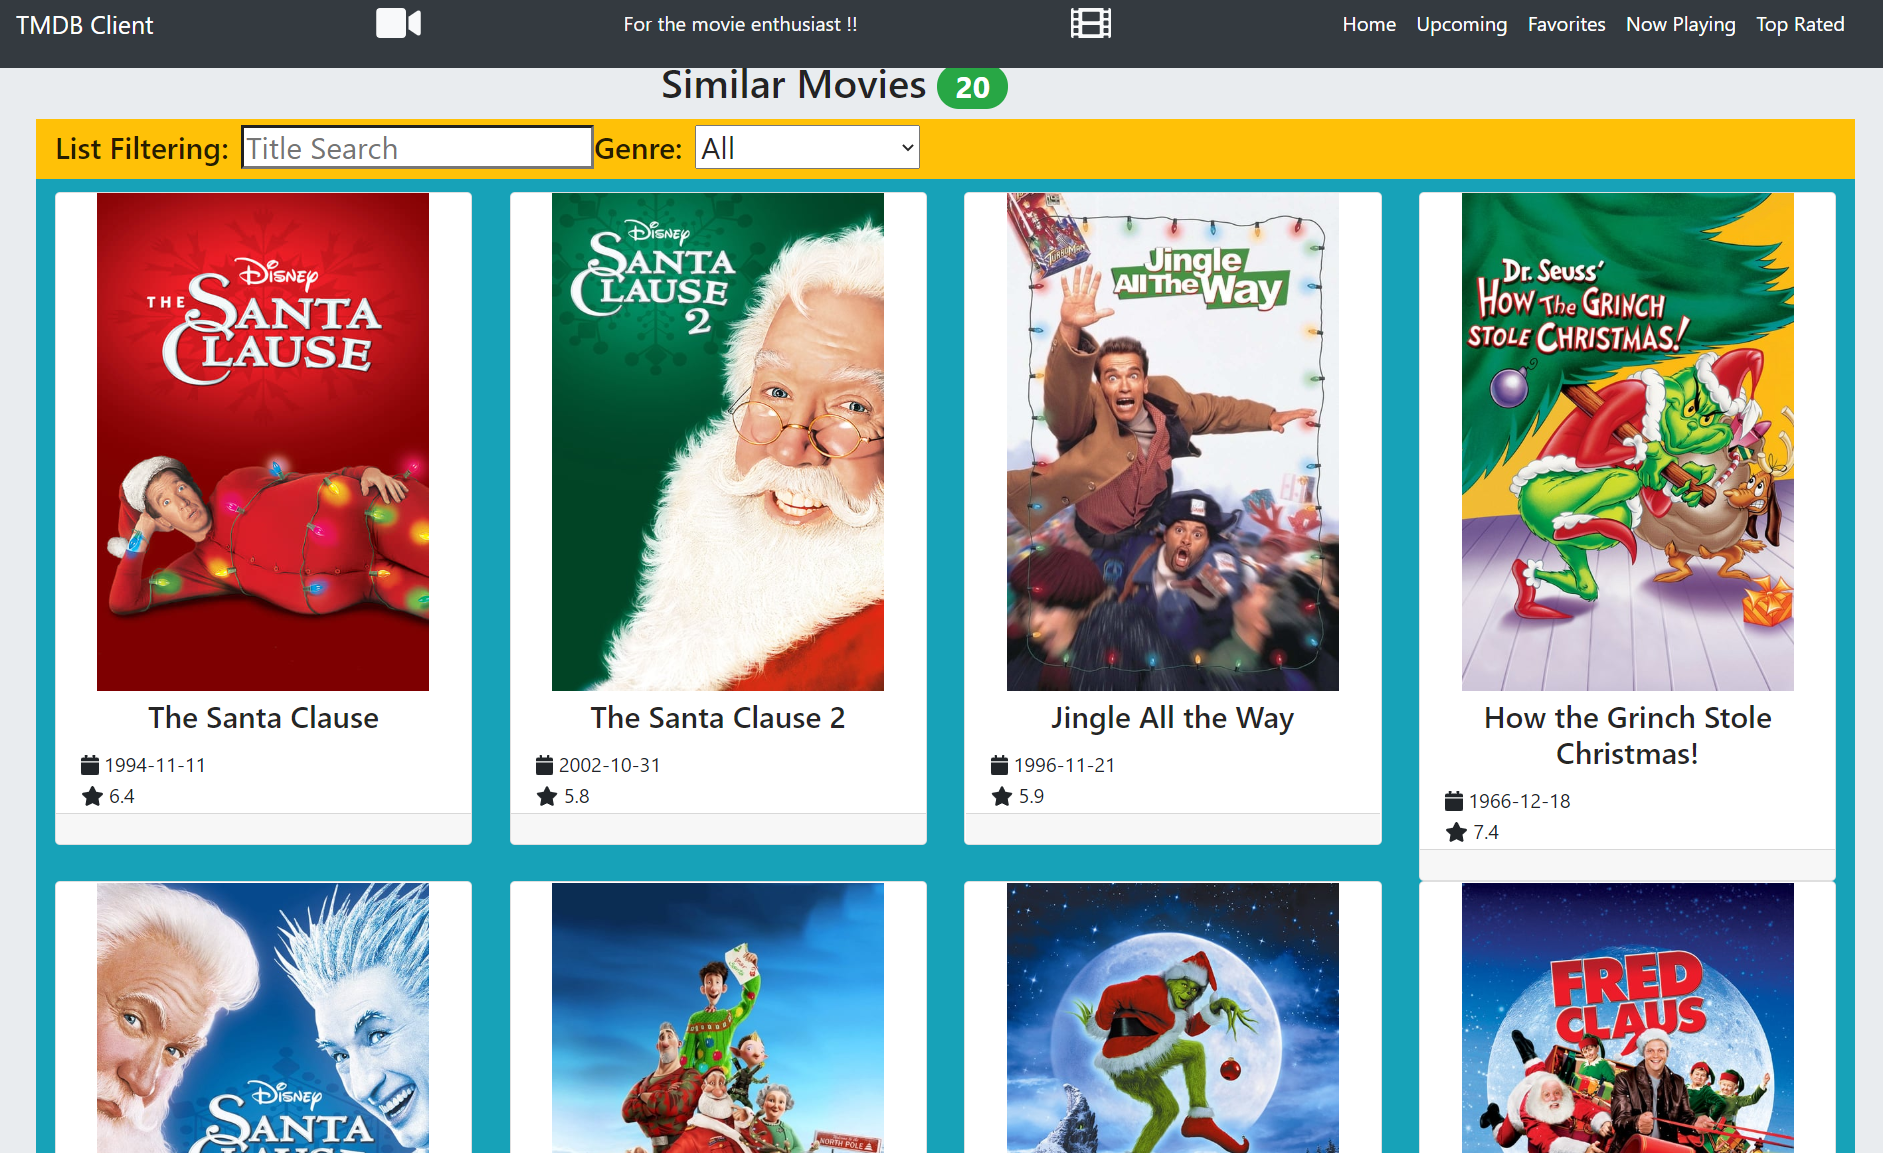 TMDB Client
For the movie enthusiast !!
Home Upcoming Favorites Now Playing Top Rated
Similar Movies 20
List Filtering: Title Search Genre: All
Disney
THE SANTA
CLAUSE
Disney
SANTA
CLAUSE
2
TURBOMAN
Jingle
All The Way
Dr. Seuss'
HOW THE GRINCH
STOLE CHRISTMAS!
The Santa Clause
1994-11-11
6.4
The Santa Clause 2
2002-10-31
5.8
Jingle All the Way
1996-11-21
5.9
How the Grinch Stole
Christmas!
1966-12-18
7.4
Disney
SANTA
CLAUSE
NORTH POLE
FRED
CLAUS